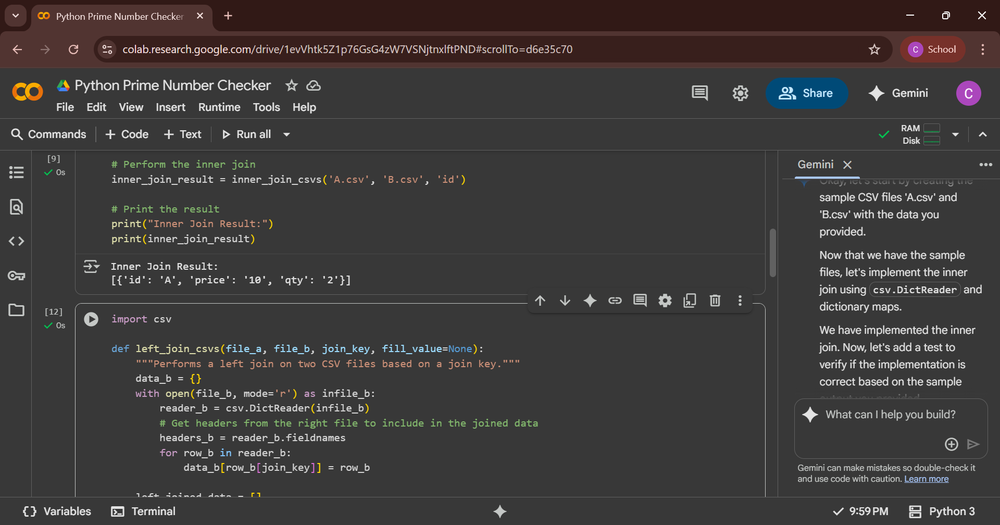 Python Prime Number Checker
colab.research.google.com/drive/1evVhtk5Z1p76GsG4zW7VSNjtnxlftPND#scrollTo=d6e35c70
C School
Python Prime Number Checker
File Edit View Insert Runtime Tools Help
Share
Gemini
C
Commands
+ Code + Text
Run all
RAM
Disk
[9]
0s
# Perform the inner join
inner_join_result = inner_join_csvs('A.csv', 'B.csv', 'id')
# Print the result
print("Inner Join Result:")
print(inner_join_result)
Inner Join Result:
[{'id': 'A', 'price': '10', 'qty': '2'}]
[12]
0s
import csv
def left_join_csvs(file_a, file_b, join_key, fill_value=None):
"""Performs a left join on two CSV files based on a join key."""
data_b = {}
with open(file_b, mode='r') as infile_b:
reader_b = csv.DictReader(infile_b)
# Get headers from the right file to include in the joined data
headers_b = reader_b.fieldnames
for row_b in reader_b:
data_b[row_b[join_key]] = row_b
left_joined_data = []
Gemini
Okay, let's start by creating the
sample CSV files 'A.csv' and
'B.csv' with the data you
provided.
Now that we have the sample
files, let's implement the inner
join using csv.DictReader and
dictionary maps.
We have implemented the inner
join. Now, let's add a test to
verify if the implementation is
correct based on the sample
output you provided.
What can I help you build?
Gemini can make mistakes so double-check it
and use code with caution. Learn more
{} Variables
Terminal
9:59 PM
Python 3